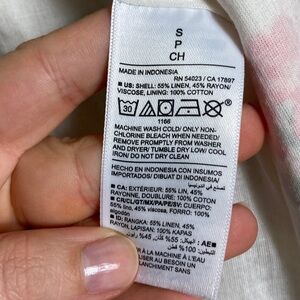 S
P
CH
MADE IN INDONESIA
RN 54023 / CA 17897
■ US: SHELL: 55% LINEN, 45% RAYON/
VISCOSE, LINING: 100% COTTON
30
1166
MACHINE WASH COLD/ ONLY NON-
CHLORINE BLEACH WHEN NEEDED/
REMOVE PROMPTLY FROM WASHER
AND DRYER/ TUMBLE DRY LOW/ COOL
IRON/ DO NOT DRY CLEAN
HECHO EN INDONESIA CON INSUMOS
IMPORTADOS/ DIBUAT DI INDONESIA/
صنع في اندونيسيا
■ CA: EXTÉRIEUR: 55% LIN, 45%
RAYONNE, DOUBLURE: 100% COTON
55% lino, 45% viscosa, FORRO: 100%
algodón
■ ID: RANGKA: 55% LINEN, 45%
RAYON, LAPISAN: 100% KAPAS
À LA MACHINE À L'EAU